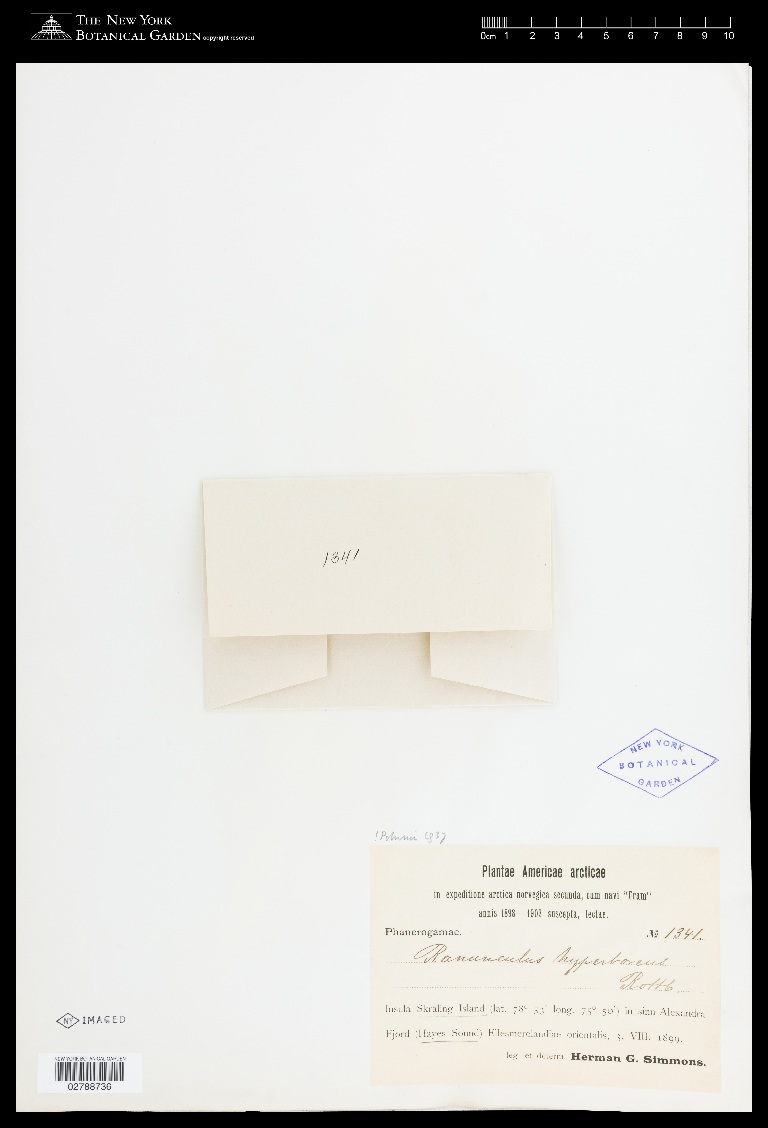 THE NEW YORK
BOTANICAL GARDEN copyright reserved
0cm 1 2 3 4 5 6 7 8 9 10
1341
NEW YORK
BOTANICAL
GARDEN
! Polunin 1937
Plantae Americae arcticae
in expeditione arctica norvegica secunda, cum navi "Fram"
annis 1898–1902 suscepta, lectae.
Phanerogamae. № 1341.
Ranunculus hyperboreus
Rottb.
Insula Skraling Island (lat. 78° long. 75° 50') in sinu Alexandra
Fjord (Hayes Sound) Ellesmerelandiae orientalis, 3. VIII. 1899.
leg. et determ. Herman G. Simmons.
NY IMAGED
NEW YORK BOTANICAL GARDEN
02788736